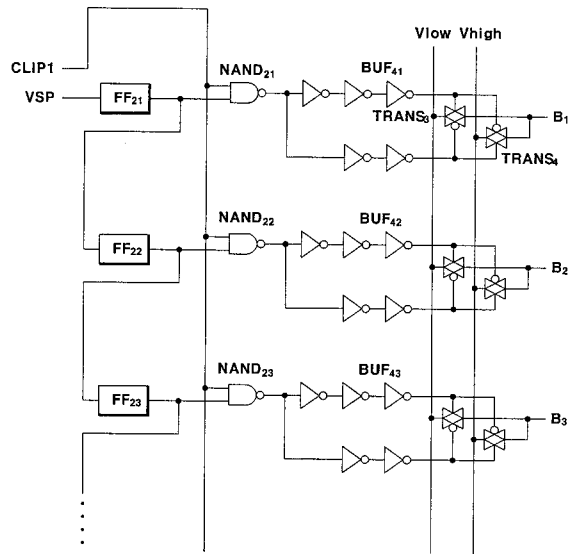 Vlow Vhigh
CLIP1
NAND₂₁
BUF₄₁
VSP
FF₂₁
TRANS₃
B₁
TRANS₄
NAND₂₂
BUF₄₂
FF₂₂
B₂
NAND₂₃
BUF₄₃
FF₂₃
B₃